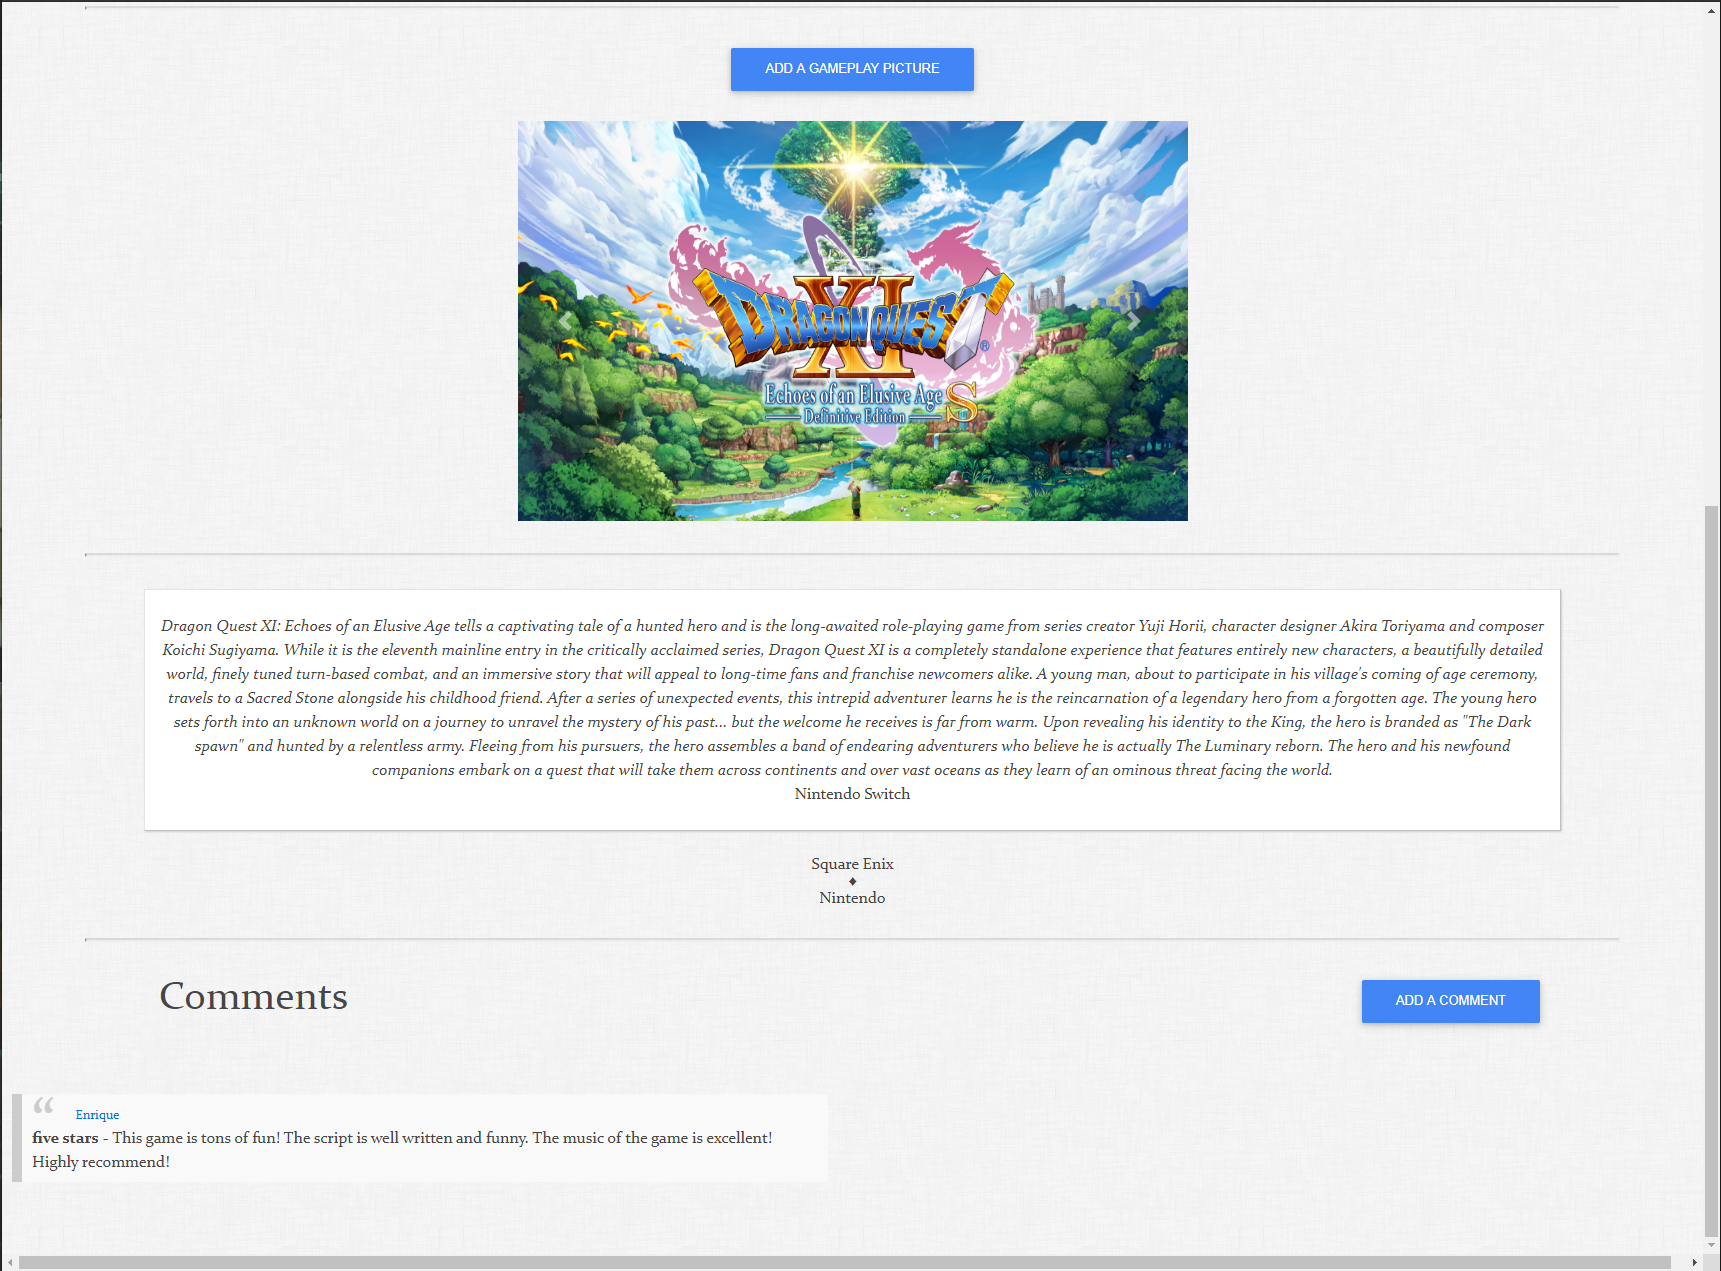 ADD A GAMEPLAY PICTURE
DRAGON QUEST®
XI
Echoes of an Elusive Age S
Definitive Edition
Dragon Quest XI: Echoes of an Elusive Age tells a captivating tale of a hunted hero and is the long-awaited role-playing game from series creator Yuji Horii, character designer Akira Toriyama and composer
Koichi Sugiyama. While it is the eleventh mainline entry in the critically acclaimed series, Dragon Quest XI is a completely standalone experience that features entirely new characters, a beautifully detailed
world, finely tuned turn-based combat, and an immersive story that will appeal to long-time fans and franchise newcomers alike. A young man, about to participate in his village's coming of age ceremony,
travels to a Sacred Stone alongside his childhood friend. After a series of unexpected events, this intrepid adventurer learns he is the reincarnation of a legendary hero from a forgotten age. The young hero
sets forth into an unknown world on a journey to unravel the mystery of his past... but the welcome he receives is far from warm. Upon revealing his identity to the King, the hero is branded as "The Dark
spawn" and hunted by a relentless army. Fleeing from his pursuers, the hero assembles a band of endearing adventurers who believe he is actually The Luminary reborn. The hero and his newfound
companions embark on a quest that will take them across continents and over vast oceans as they learn of an ominous threat facing the world.
Nintendo Switch
Square Enix
♦
Nintendo
Comments
ADD A COMMENT
“ Enrique
five stars - This game is tons of fun! The script is well written and funny. The music of the game is excellent!
Highly recommend!